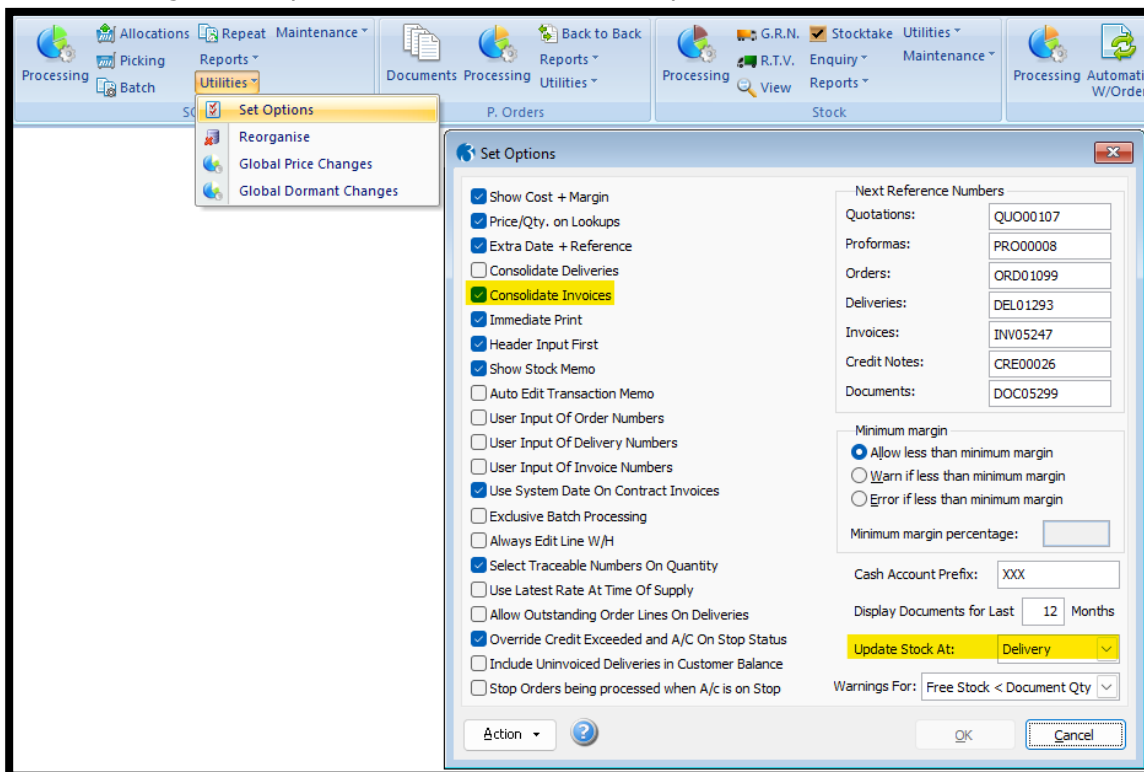 Allocations Repeat Maintenance
Picking Reports
Processing Batch Utilities
Documents Processing
Back to Back
Reports
Utilities
P. Orders
Processing
G.R.N. Stocktake Utilities
R.T.V. Enquiry Maintenance
View Reports
Stock
Processing
W/Order
Set Options
Reorganise
Global Price Changes
Global Dormant Changes
Set Options
Show Cost + Margin
Price/Qty. on Lookups
Extra Date + Reference
Consolidate Deliveries
Consolidate Invoices
Immediate Print
Header Input First
Show Stock Memo
Auto Edit Transaction Memo
User Input Of Order Numbers
User Input Of Delivery Numbers
User Input Of Invoice Numbers
Use System Date On Contract Invoices
Exclusive Batch Processing
Always Edit Line W/H
Select Traceable Numbers On Quantity
Use Latest Rate At Time Of Supply
Allow Outstanding Order Lines On Deliveries
Override Credit Exceeded and A/C On Stop Status
Include Uninvoiced Deliveries in Customer Balance
Stop Orders being processed when A/c is on Stop
Next Reference Numbers
Quotations: QUO00107
Proformas: PRO00008
Orders: ORD01099
Deliveries: DEL01293
Invoices: INV05247
Credit Notes: CRE00026
Documents: DOC05299
Minimum margin
Allow less than minimum margin
Warn if less than minimum margin
Error if less than minimum margin
Minimum margin percentage:
Cash Account Prefix: XXX
Display Documents for Last 12 Months
Update Stock At: Delivery
Warnings For: Free Stock < Document Qty
Action
OK Cancel